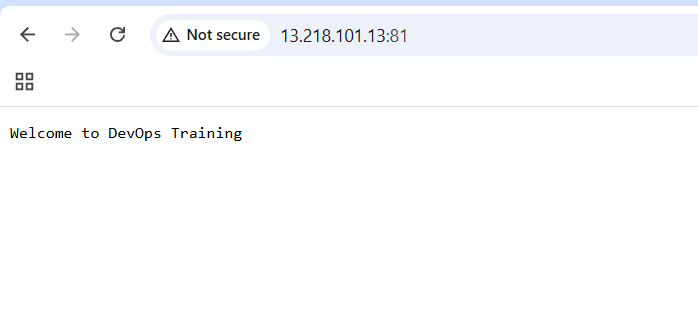 Not secure 13.218.101.13:81
Welcome to DevOps Training